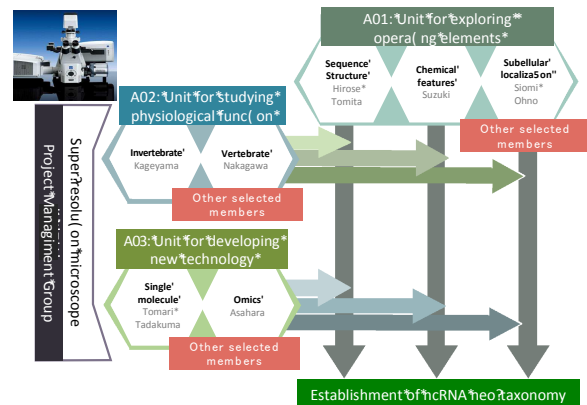 A01:*Unit*for*exploring**
opera( ng*elements*
Sequence'
Structure'
Hirose*
Tomita
Chemical'
features'
Suzuki
Subellular'
localiza5on"
Siomi*
Ohno
Other selected
members
A02:*Unit*for*studying*
physiological*func( on*
Invertebrate'
Kageyama
Vertebrate'
Nakagawa
Other selected
members
A03:*Unit*for*developing*
new*technology*
Single'
molecule'
Tomari*
Tadakuma
Omics'
Asahara
Other selected
members
Super?resolu( on*microscope
Project*Managiment*Group
Establishment*of*ncRNA*neo?taxonomy